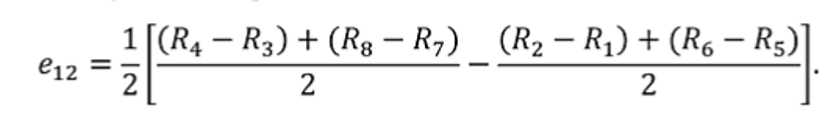 e₁₂ = 1/2 [ ((R₄ − R₃) + (R₈ − R₇))/2 − ((R₂ − R₁) + (R₆ − R₅))/2 ].